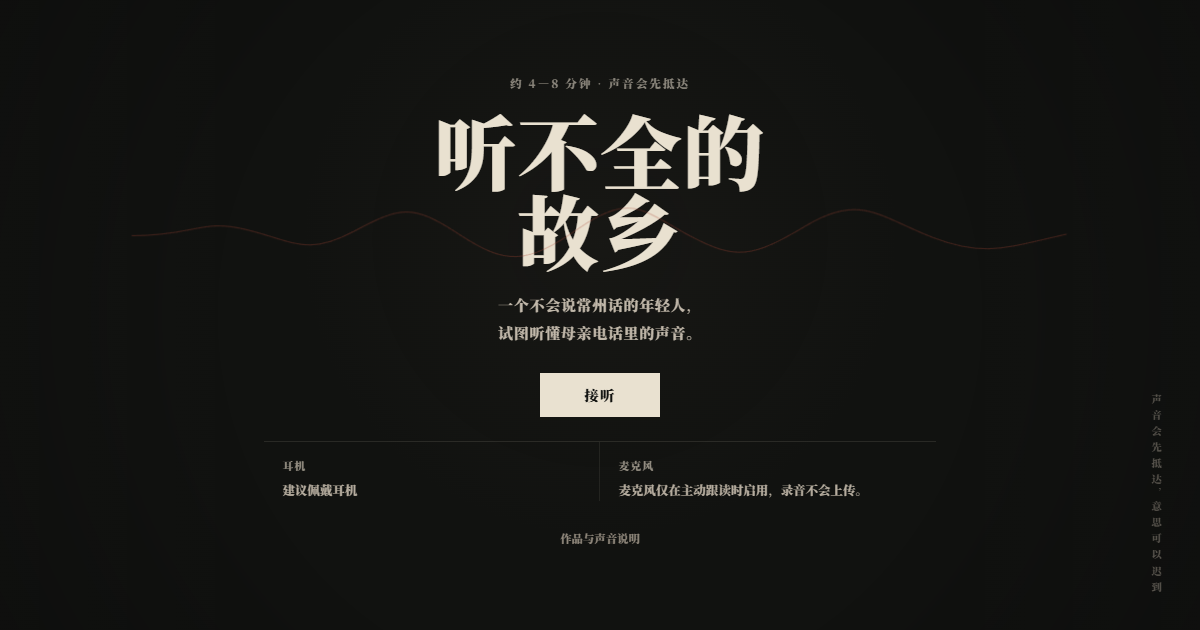 约 4—8 分钟 · 声音会先抵达
听不全的
故乡
一个不会说常州话的年轻人，
试图听懂母亲电话里的声音。
接听
耳机
建议佩戴耳机
麦克风
麦克风仅在主动跟读时启用，录音不会上传。
作品与声音说明
声音会先抵达，意思可以迟到